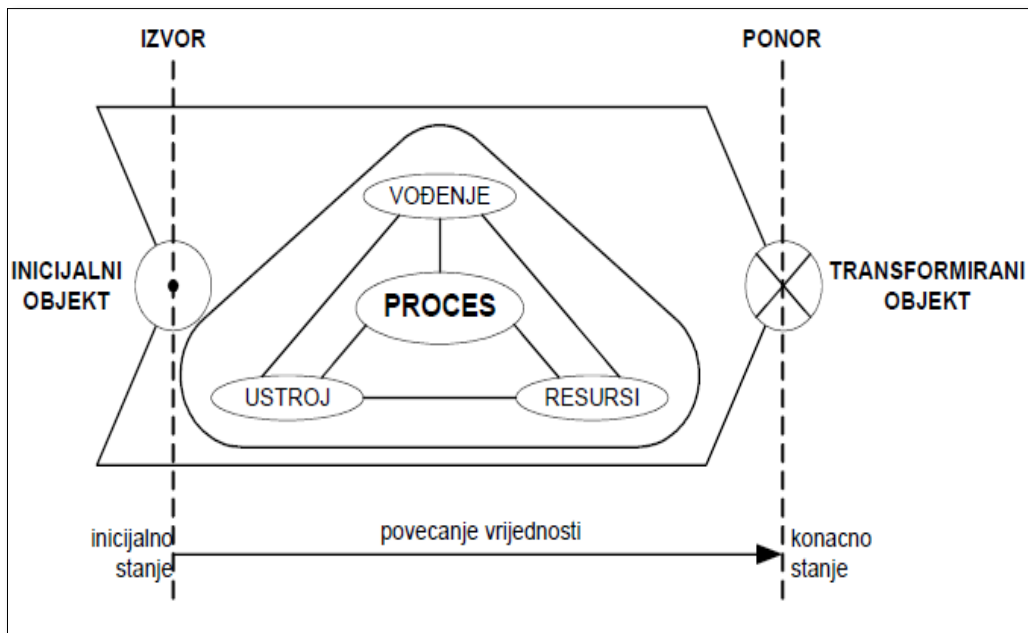 IZVOR
PONOR
VOĐENJE
INICIJALNI
OBJEKT
PROCES
TRANSFORMIRANI
OBJEKT
USTROJ
RESURSI
inicijalno
stanje
povecanje vrijednosti
konacno
stanje